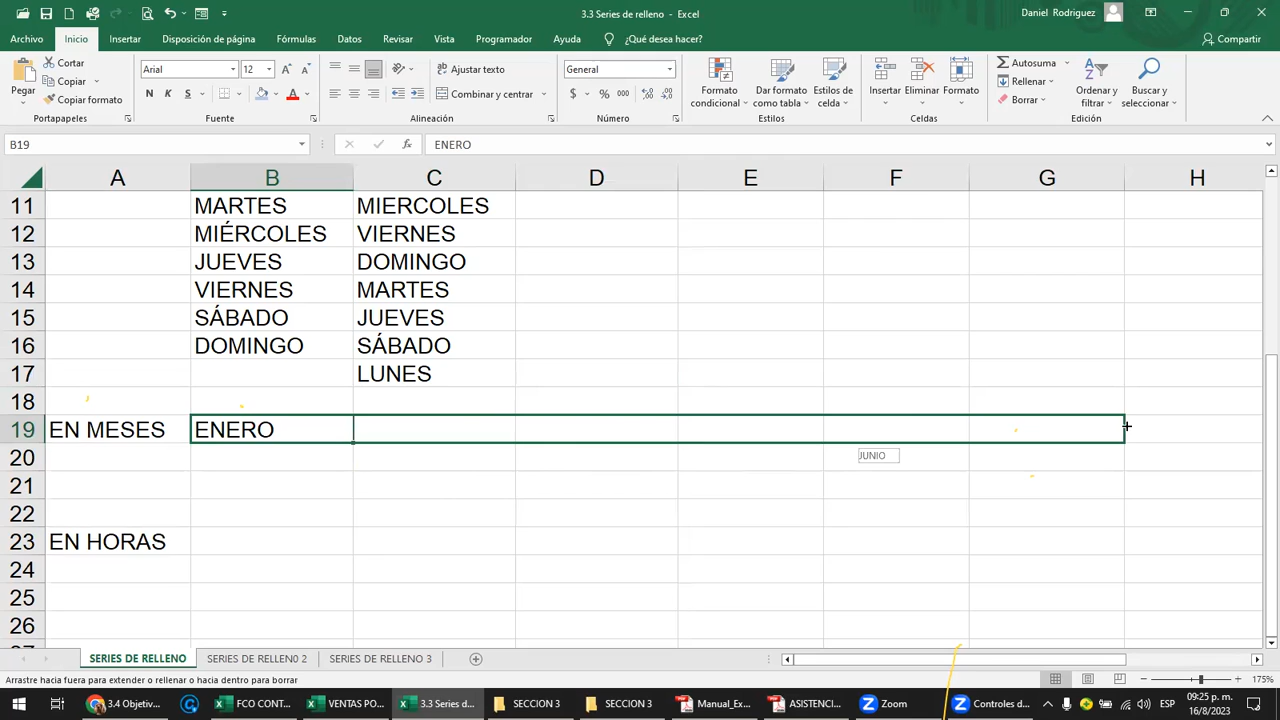 3.3 Series de relleno - Excel
Daniel Rodriguez
Archivo Inicio Insertar Disposición de página Fórmulas Datos Revisar Vista Programador Ayuda ¿Qué desea hacer? Compartir
Pegar
Cortar
Copiar
Copiar formato
Portapapeles
Arial 12
N K S
Fuente
Ajustar texto
Combinar y centrar
Alineación
General
$ % 000
Número
Formato condicional
Dar formato como tabla
Estilos de celda
Estilos
Insertar Eliminar Formato
Celdas
Autosuma
Rellenar
Borrar
Ordenar y filtrar
Buscar y seleccionar
Edición
B19 fx ENERO
A B C D E F G H
11 MARTES MIERCOLES
12 MIÉRCOLES VIERNES
13 JUEVES DOMINGO
14 VIERNES MARTES
15 SÁBADO JUEVES
16 DOMINGO SÁBADO
17 LUNES
18
19 EN MESES ENERO
20 JUNIO
21
22
23 EN HORAS
24
25
26
27
SERIES DE RELLENO SERIES DE RELLEN0 2 SERIES DE RELLENO 3
Arrastre hacia fuera para extender o rellenar o hacia dentro para borrar
175%
3.4 Objetiv... FCOCONT... VENTAS PO... 3.3 Series d... SECCION 3 SECCION 3 Manual_Ex... ASISTENCI... Zoom Controles d... ESP
09:25 p. m.
16/8/2023